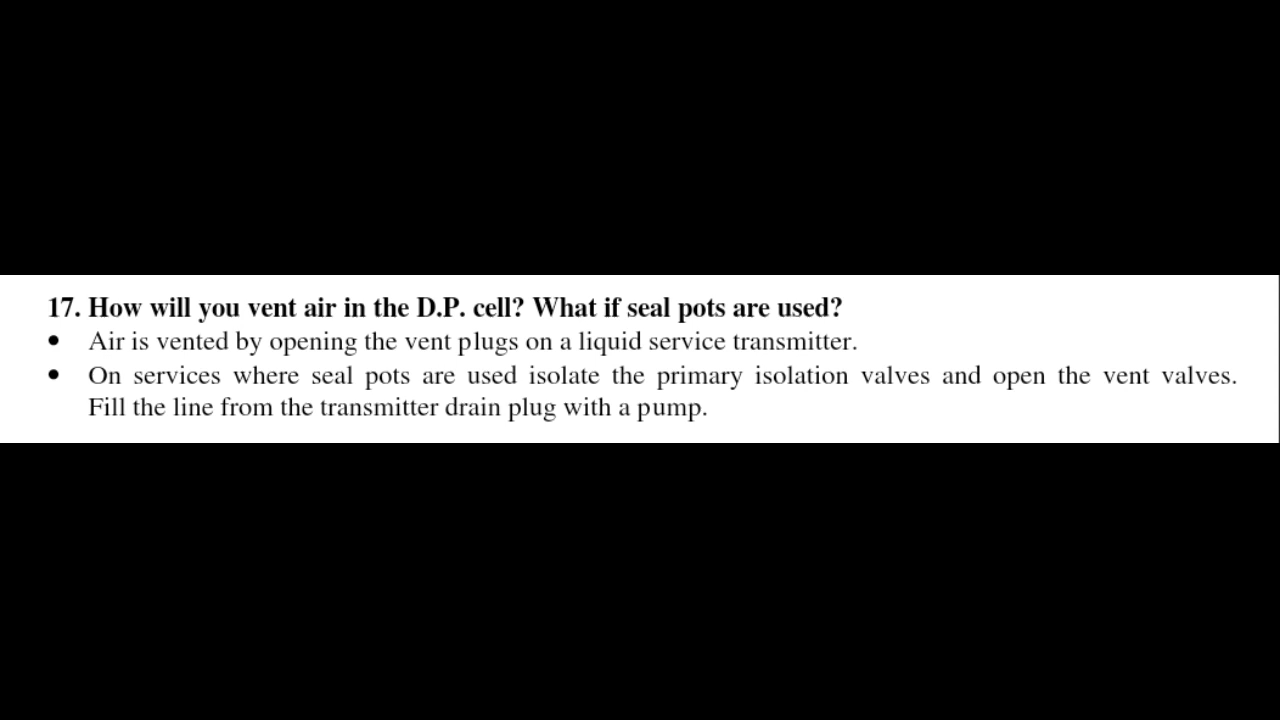 17. How will you vent air in the D.P. cell? What if seal pots are used?
• Air is vented by opening the vent plugs on a liquid service transmitter.
• On services where seal pots are used isolate the primary isolation valves and open the vent valves.
Fill the line from the transmitter drain plug with a pump.